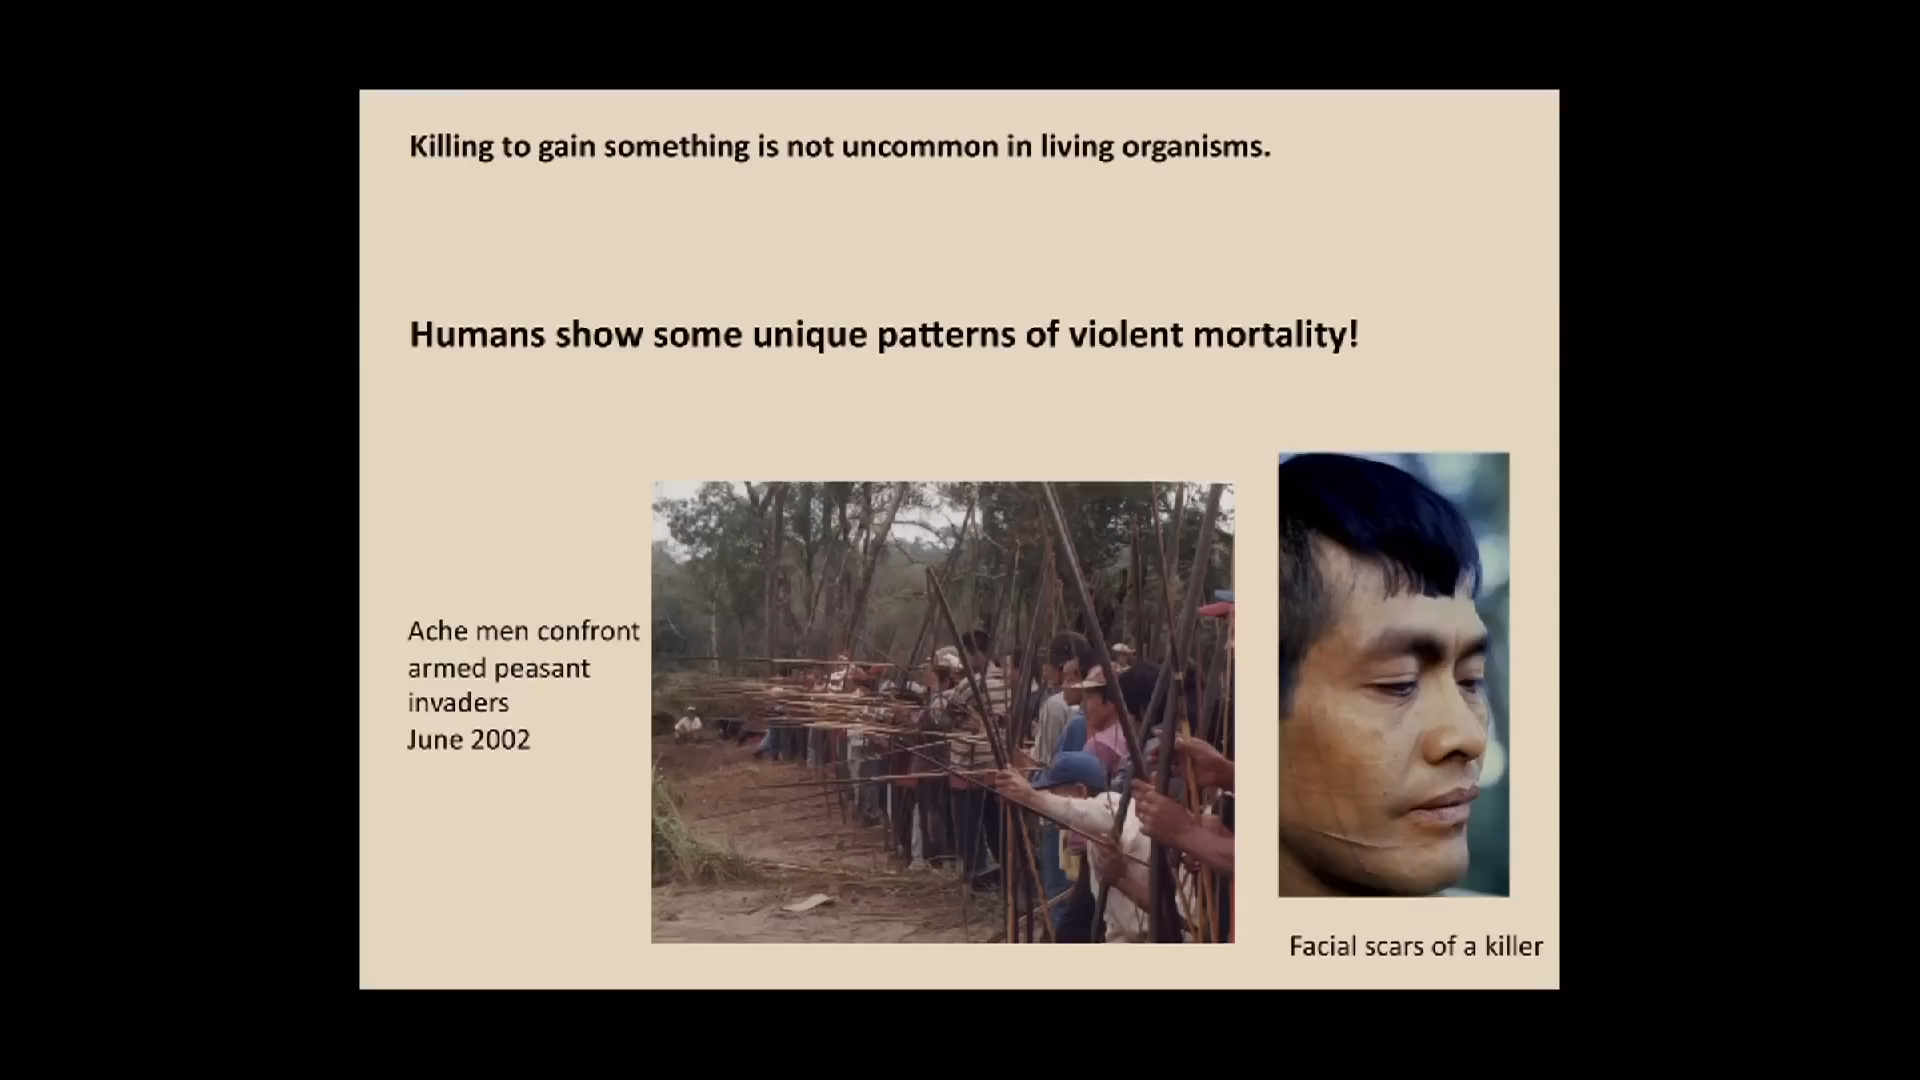 Killing to gain something is not uncommon in living organisms.
Humans show some unique patterns of violent mortality!
Ache men confront
armed peasant
invaders
June 2002
Facial scars of a killer